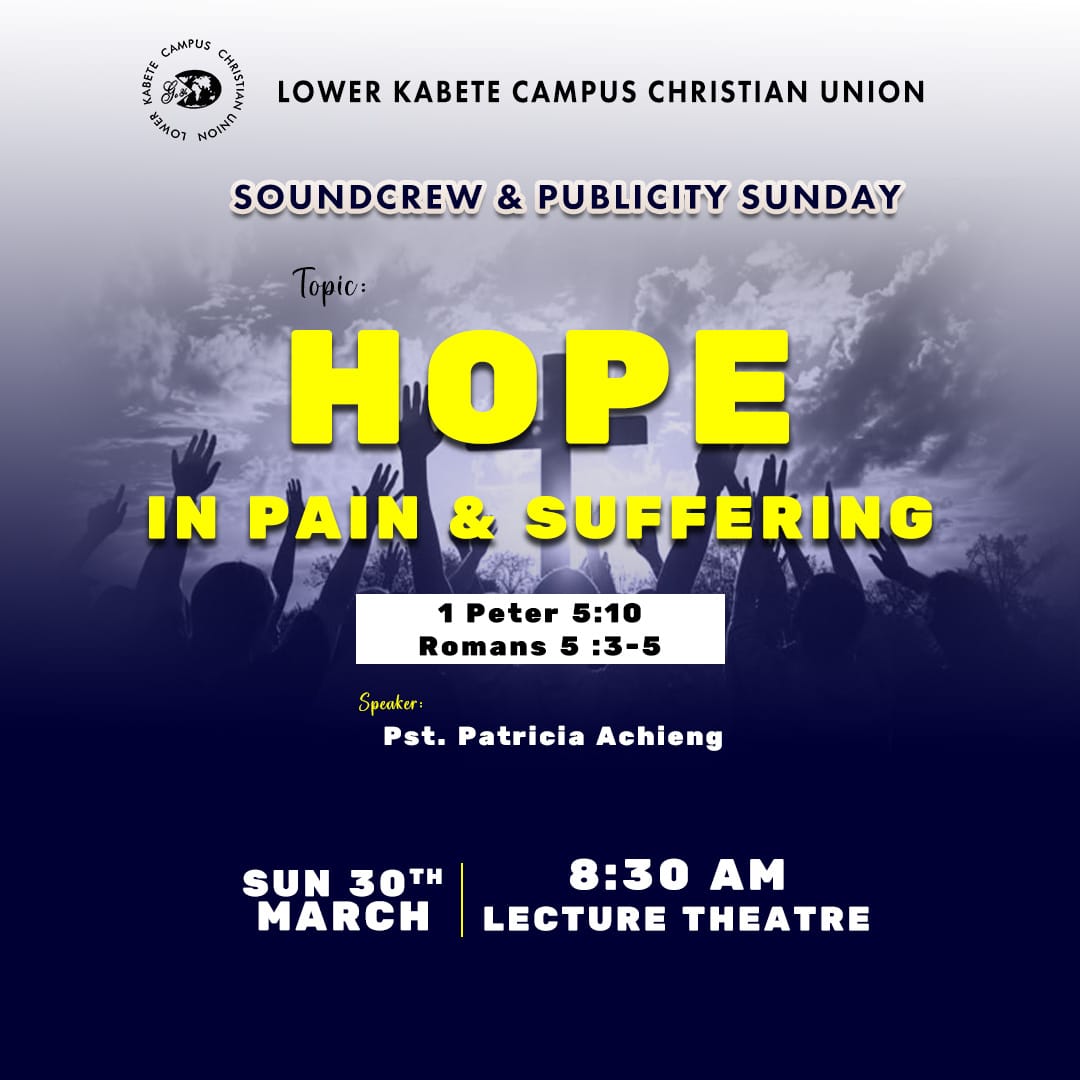 LOWER KABETE CAMPUS CHRISTIAN UNION
LOWER KABETE CAMPUS CHRISTIAN UNION
SOUNDCREW & PUBLICITY SUNDAY
Topic:
HOPE
IN PAIN & SUFFERING
1 Peter 5:10
Romans 5 :3-5
Speaker:
Pst. Patricia Achieng
SUN 30TH
MARCH
8:30 AM
LECTURE THEATRE